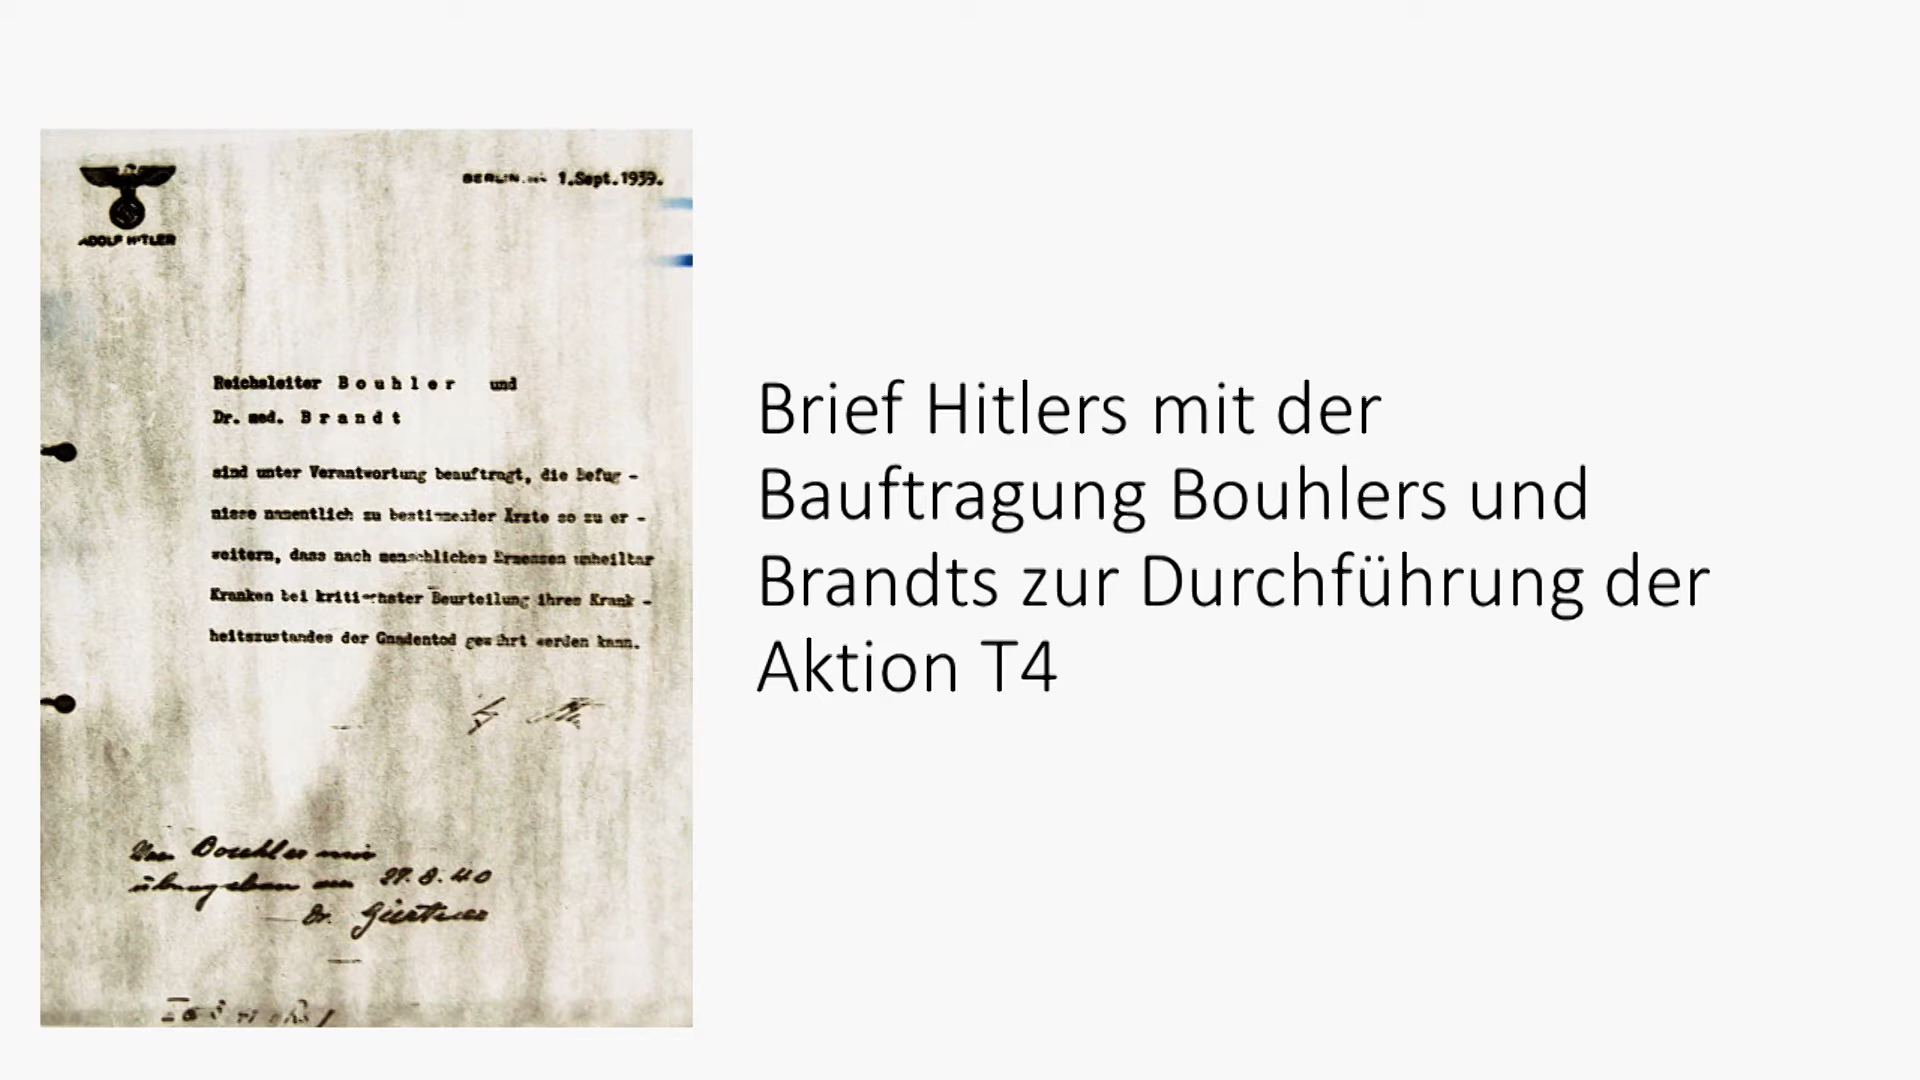 ADOLF HITLER
BERLIN, 1.Sept.1939.
Reichsleiter Bouhler und
Dr. med. Brandt
sind unter Verantwortung beauftragt, die Befug -
nisse namentlich zu bestimmender Ärzte so zu er -
weitern, dass nach menschlichem Ermessen unheilbar
Kranken bei kritischster Beurteilung ihres Krank -
heitszustandes der Gnadentod gewährt werden kann.
Von Bouhler mir
übergeben am 27.8.40
Dr. Gürtner
Brief Hitlers mit der
Bauftragung Bouhlers und
Brandts zur Durchführung der
Aktion T4